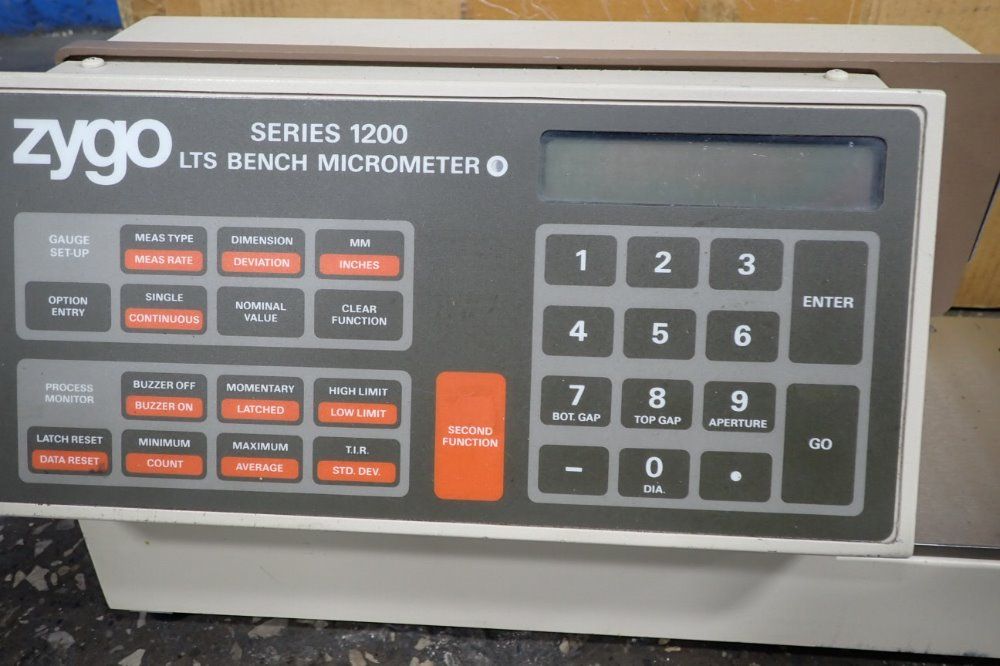 zygo
SERIES 1200
LTS BENCH MICROMETER
GAUGE
SET-UP
MEAS TYPE
MEAS RATE
DIMENSION
DEVIATION
MM
INCHES
OPTION
ENTRY
SINGLE
CONTINUOUS
NOMINAL
VALUE
CLEAR
FUNCTION
PROCESS
MONITOR
BUZZER OFF
BUZZER ON
MOMENTARY
LATCHED
HIGH LIMIT
LOW LIMIT
LATCH RESET
DATA RESET
MINIMUM
COUNT
MAXIMUM
AVERAGE
T.I.R.
STD. DEV.
SECOND
FUNCTION
1
2
3
ENTER
4
5
6
7
BOT. GAP
8
TOP GAP
9
APERTURE
GO
–
0
DIA.
.